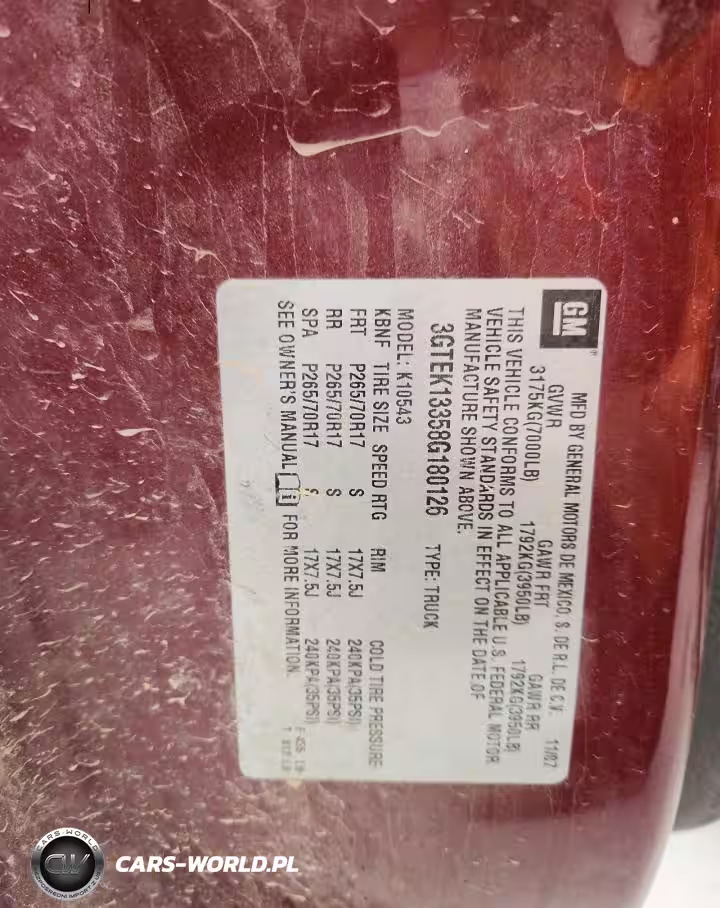 GM
MFD BY GENERAL MOTORS DE MEXICO, S. DE R.L. DE C.V. 11/07
GVWR GAWR FRT GAWR RR
3175KG(7000LB) 1792KG(3950LB) 1792KG(3950LB)
THIS VEHICLE CONFORMS TO ALL APPLICABLE U.S. FEDERAL MOTOR
VEHICLE SAFETY STANDARDS IN EFFECT ON THE DATE OF
MANUFACTURE SHOWN ABOVE.
3GTEK13358G180126 TYPE: TRUCK
MODEL: K10543
KBNF TIRE SIZE SPEED RTG RIM COLD TIRE PRESSURE
FRT P265/70R17 S 17X7.5J 240KPA(35PSI)
RR P265/70R17 S 17X7.5J 240KPA(35PSI)
SPA P265/70R17 S 17X7.5J 240KPA(35PSI)
SEE OWNER'S MANUAL FOR MORE INFORMATION.
CARS-WORLD
CW
CARS-WORLD.PL